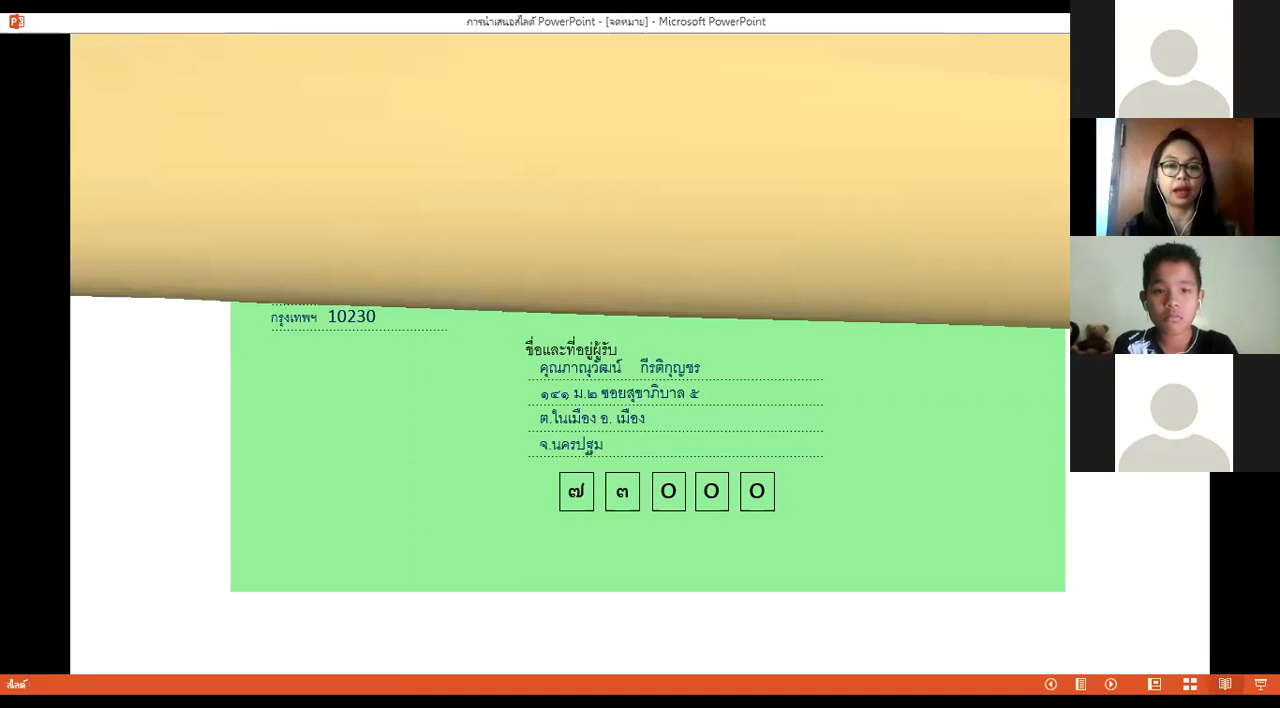 การนำเสนอสไลด์ PowerPoint - [จดหมาย] - Microsoft PowerPoint
กรุงเทพฯ 10230
ชื่อและที่อยู่ผู้รับ
คุณภาณุวัฒน์ กีรติกุญชร
๑๔๑ ม.๒ ซอยสุขาภิบาล ๕
ต.ในเมือง อ. เมือง
จ.นครปฐม
๗ ๓ ๐ ๐ ๐
สไลด์